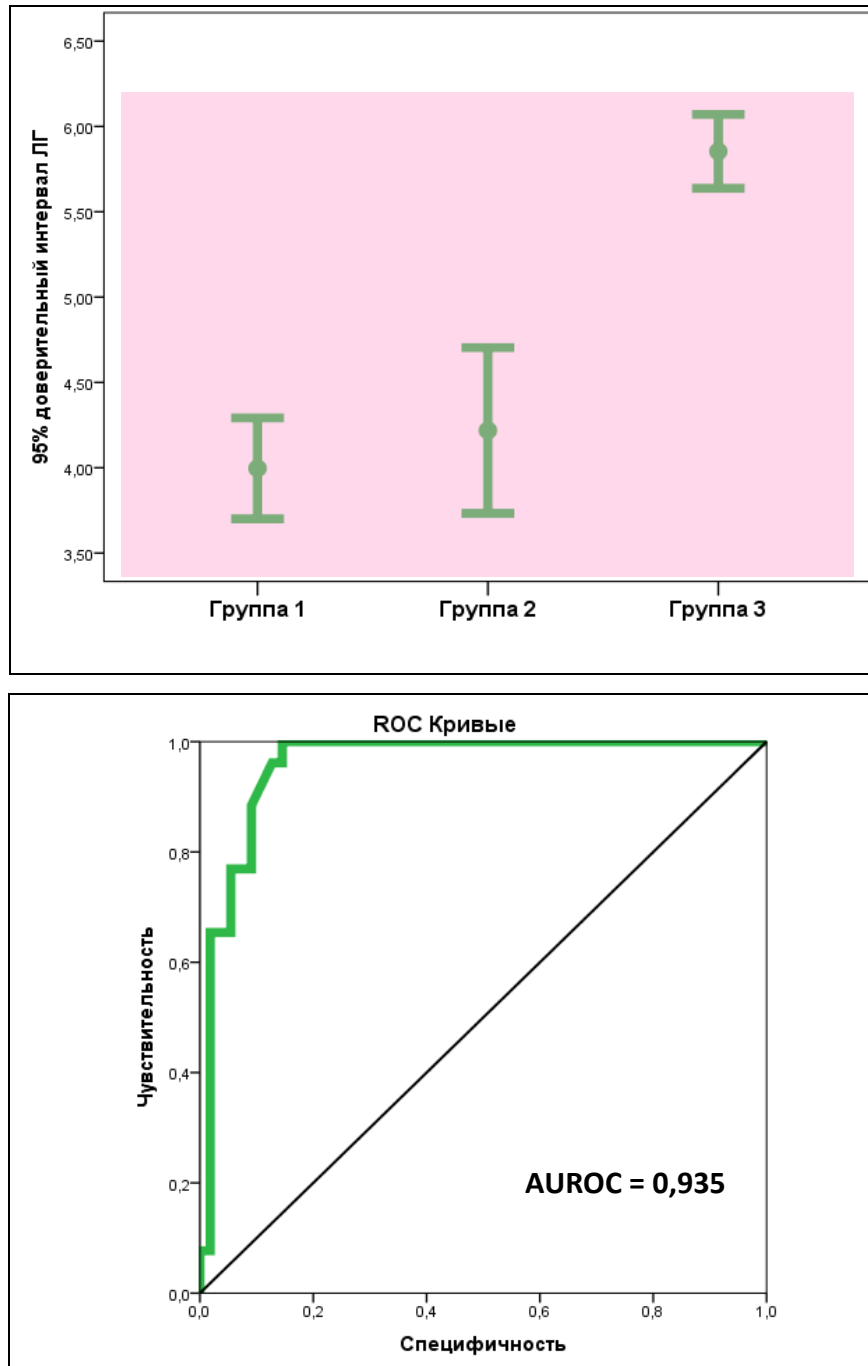 95% доверительный интервал ЛГ
6,50
6,00
5,50
5,00
4,50
4,00
3,50
Группа 1
Группа 2
Группа 3
ROC Кривые
Чувствительность
1,0
0,8
0,6
0,4
0,2
0,0
AUROC = 0,935
0,0
0,2
0,4
0,6
0,8
1,0
Специфичность